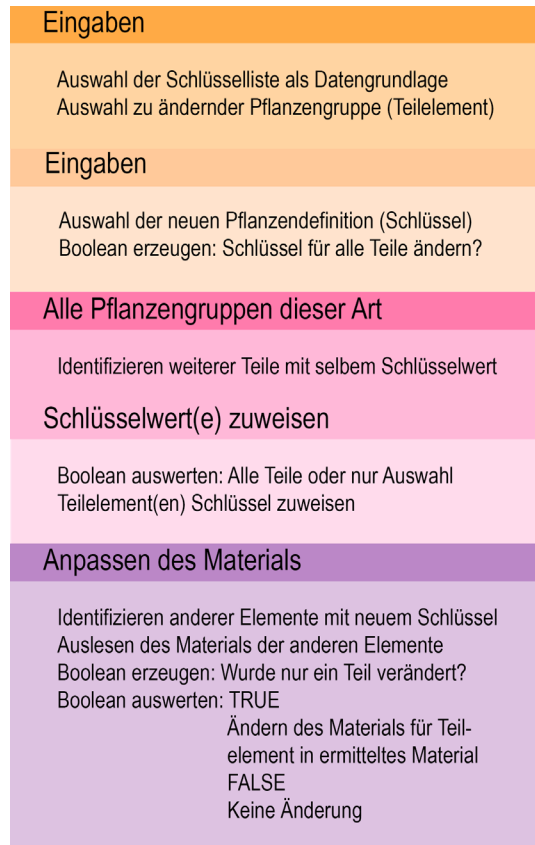 Eingaben
Auswahl der Schlüsselliste als Datengrundlage
Auswahl zu ändernder Pflanzengruppe (Teilelement)
Eingaben
Auswahl der neuen Pflanzendefinition (Schlüssel)
Boolean erzeugen: Schlüssel für alle Teile ändern?
Alle Pflanzengruppen dieser Art
Identifizieren weiterer Teile mit selbem Schlüsselwert
Schlüsselwert(e) zuweisen
Boolean auswerten: Alle Teile oder nur Auswahl
Teilelement(en) Schlüssel zuweisen
Anpassen des Materials
Identifizieren anderer Elemente mit neuem Schlüssel
Auslesen des Materials der anderen Elemente
Boolean erzeugen: Wurde nur ein Teil verändert?
Boolean auswerten: TRUE
Ändern des Materials für Teil-
element in ermitteltes Material
FALSE
Keine Änderung